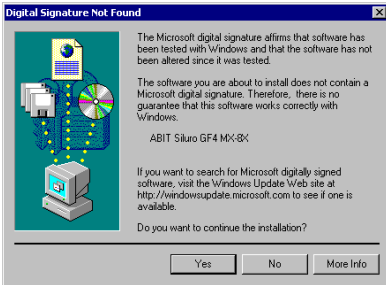 Digital Signature Not Found
The Microsoft digital signature affirms that software has
been tested with Windows and that the software has not
been altered since it was tested.
The software you are about to install does not contain a
Microsoft digital signature. Therefore, there is no
guarantee that this software works correctly with
Windows.
ABIT Siluro GF4 MX-8X
If you want to search for Microsoft digitally signed
software, visit the Windows Update Web site at
http://windowsupdate.microsoft.com to see if one is
available.
Do you want to continue the installation?
Yes No More Info